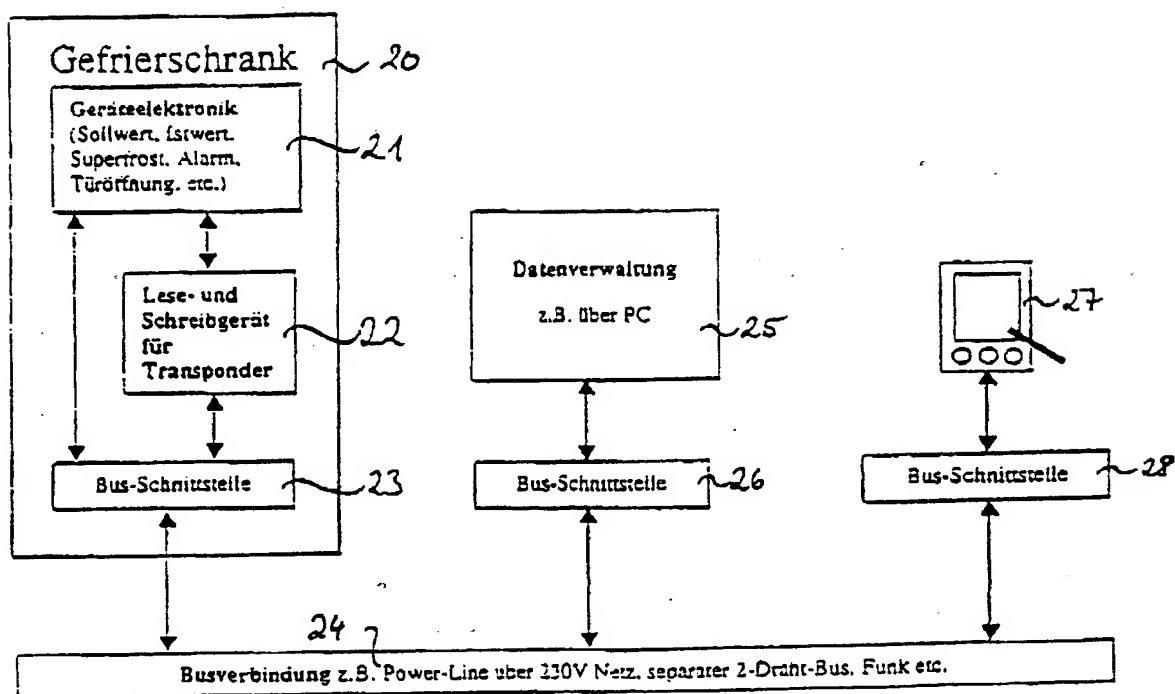 Gefrierschrank
20
Geräteelektronik
(Sollwert, Istwert,
Superfrost, Alarm,
Türöffnung, etc.)
21
Lese- und
Schreibgerät
für
Transponder
22
Bus-Schnittstelle
23
Datenverwaltung
z.B. über PC
25
Bus-Schnittstelle
26
27
Bus-Schnittstelle
28
24
Busverbindung z.B. Power-Line über 230V Netz, separater 2-Draht-Bus, Funk etc.